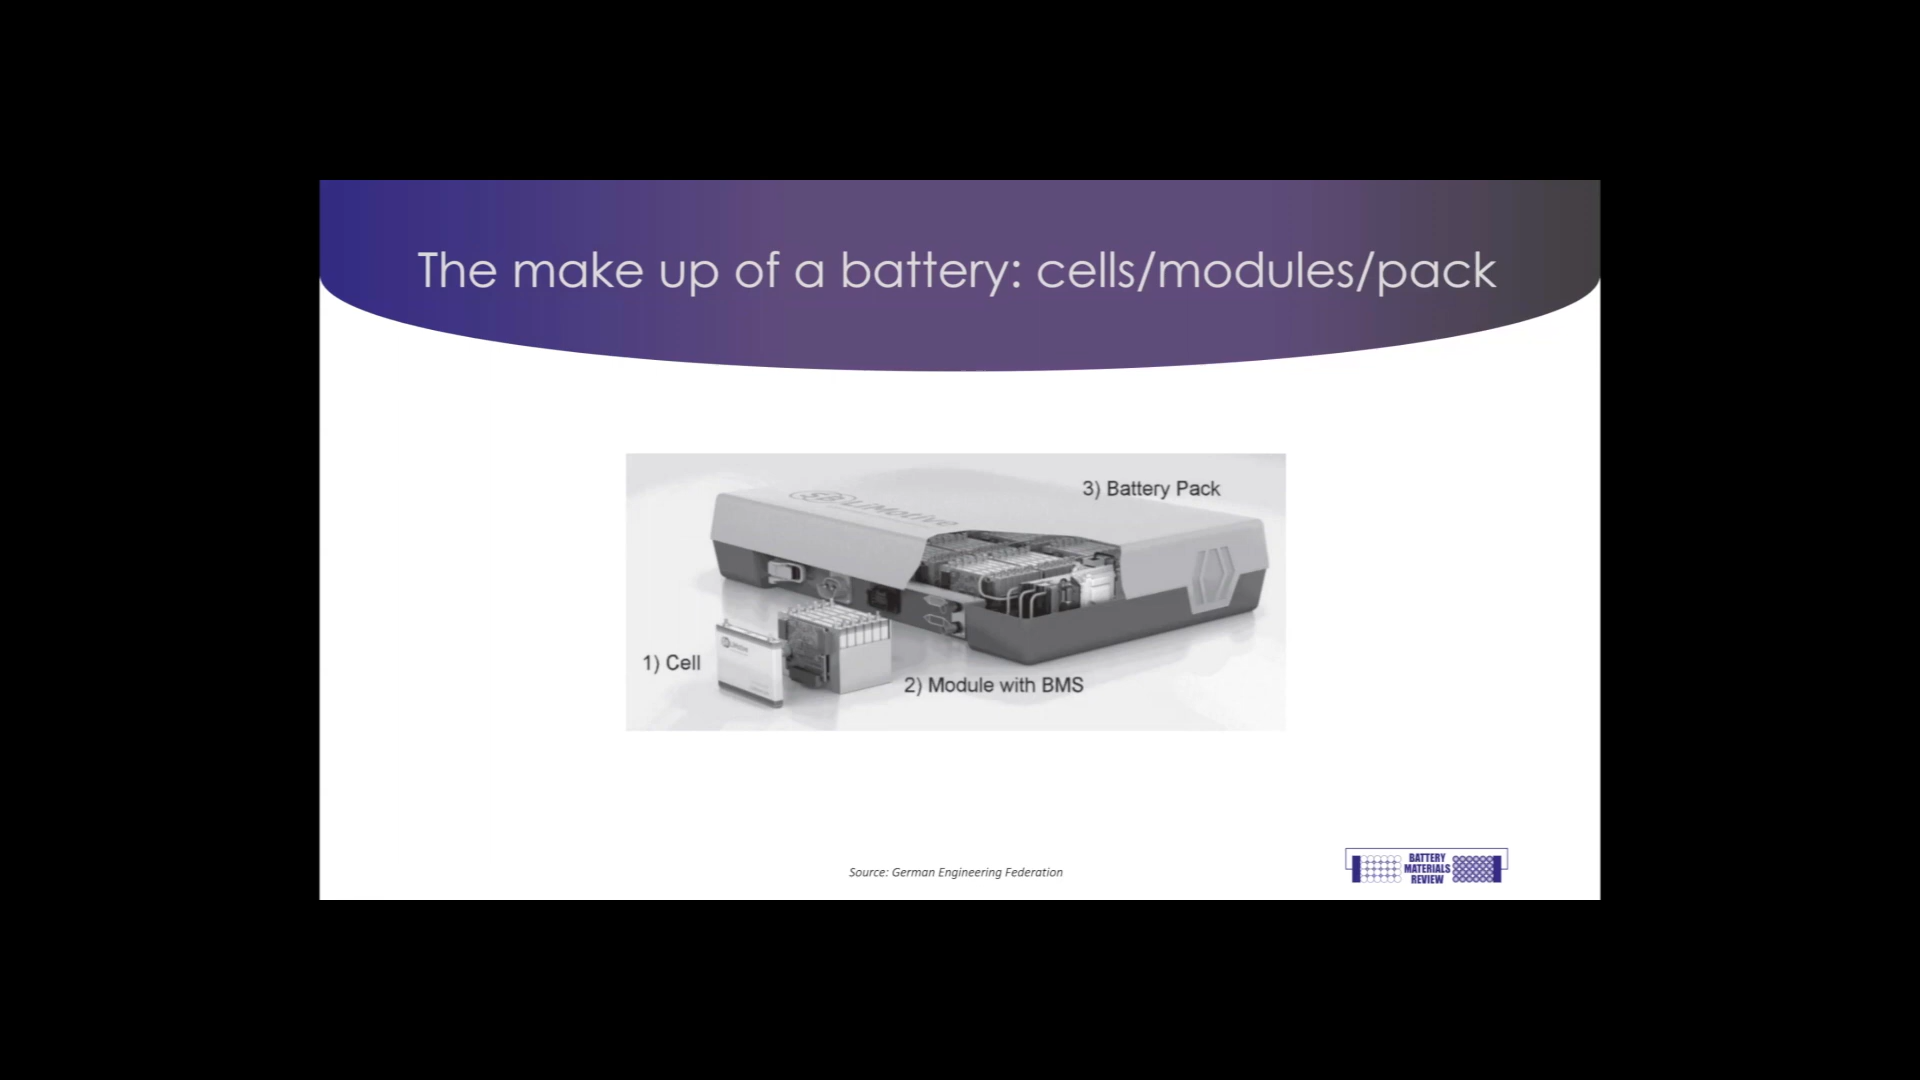 The make up of a battery: cells/modules/pack
3) Battery Pack
LiMotive
1) Cell
2) Module with BMS
Source: German Engineering Federation
BATTERY
MATERIALS
REVIEW